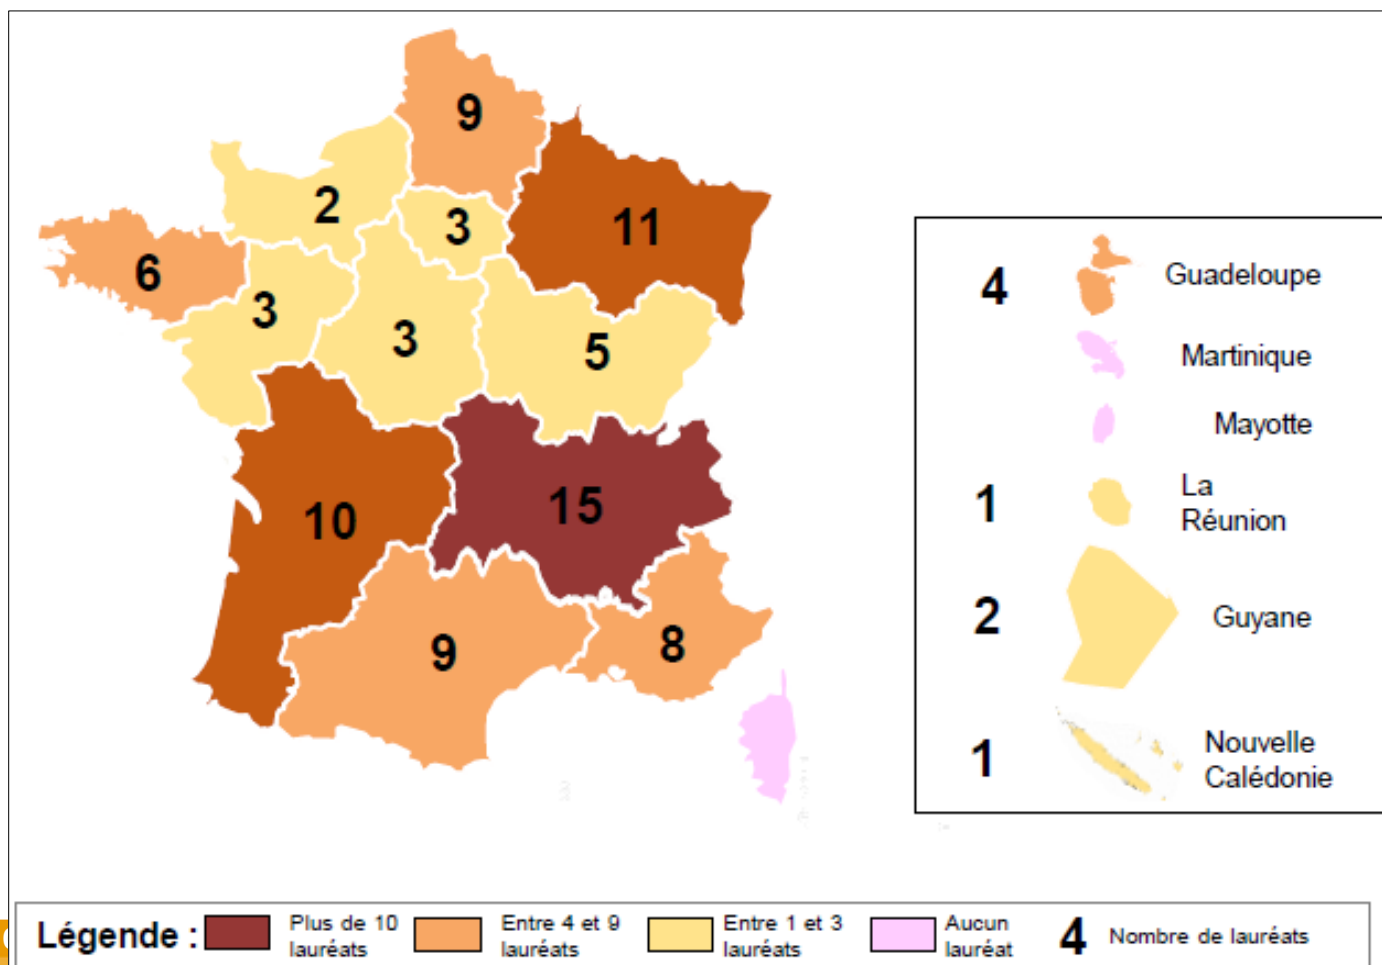 9
2
3
11
6
3
3
5
10
15
9
8
4 Guadeloupe
Martinique
Mayotte
1 La
Réunion
2 Guyane
1 Nouvelle
Calédonie
Légende :
Plus de 10
lauréats
Entre 4 et 9
lauréats
Entre 1 et 3
lauréats
Aucun
lauréat
4 Nombre de lauréats